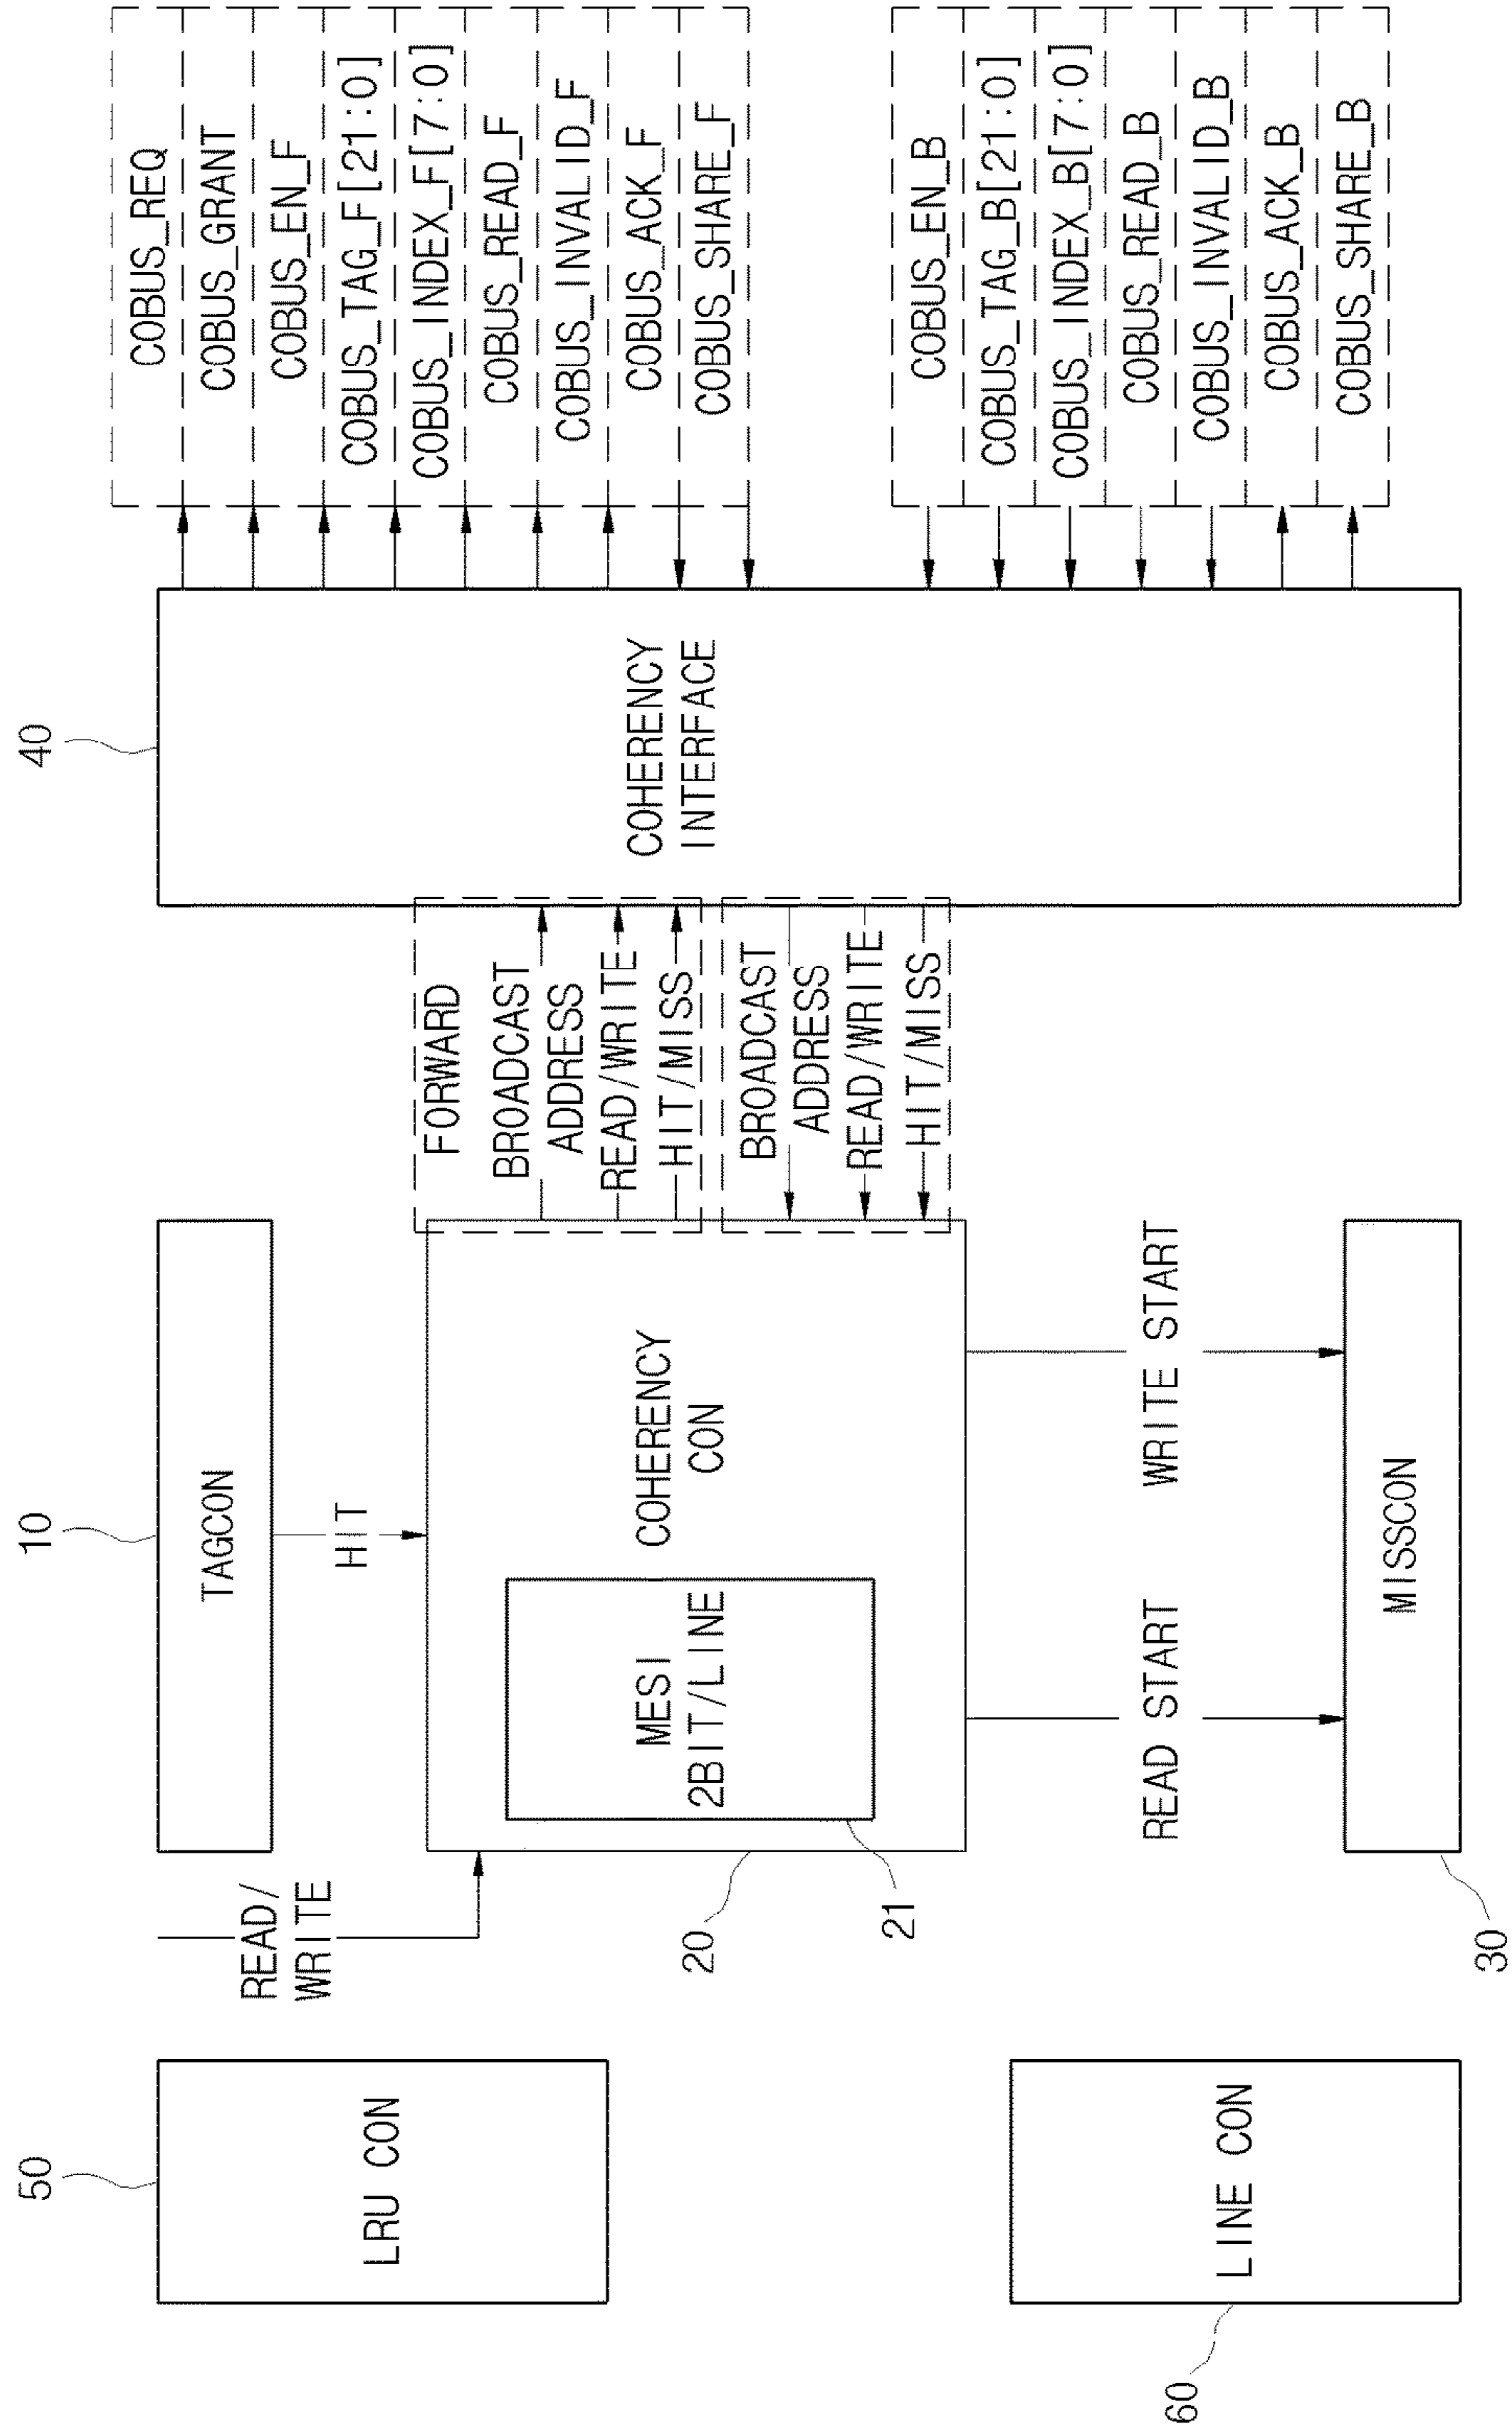 50
LRU CON
60
LINE CON
READ/
WRITE
10
TAGCON
HIT
20
COHERENCY
CON
21
MESI
2BIT/LINE
READ START
WRITE START
30
MISSCON
FORWARD
BROADCAST
ADDRESS
READ/WRITE
HIT/MISS
BROADCAST
ADDRESS
READ/WRITE
HIT/MISS
40
COHERENCY
INTERFACE
COBUS_REQ
COBUS_GRANT
COBUS_EN_F
COBUS_TAG_F[21:0]
COBUS_INDEX_F[7:0]
COBUS_READ_F
COBUS_INVALID_F
COBUS_ACK_F
COBUS_SHARE_F
COBUS_EN_B
COBUS_TAG_B[21:0]
COBUS_INDEX_B[7:0]
COBUS_READ_B
COBUS_INVALID_B
COBUS_ACK_B
COBUS_SHARE_B